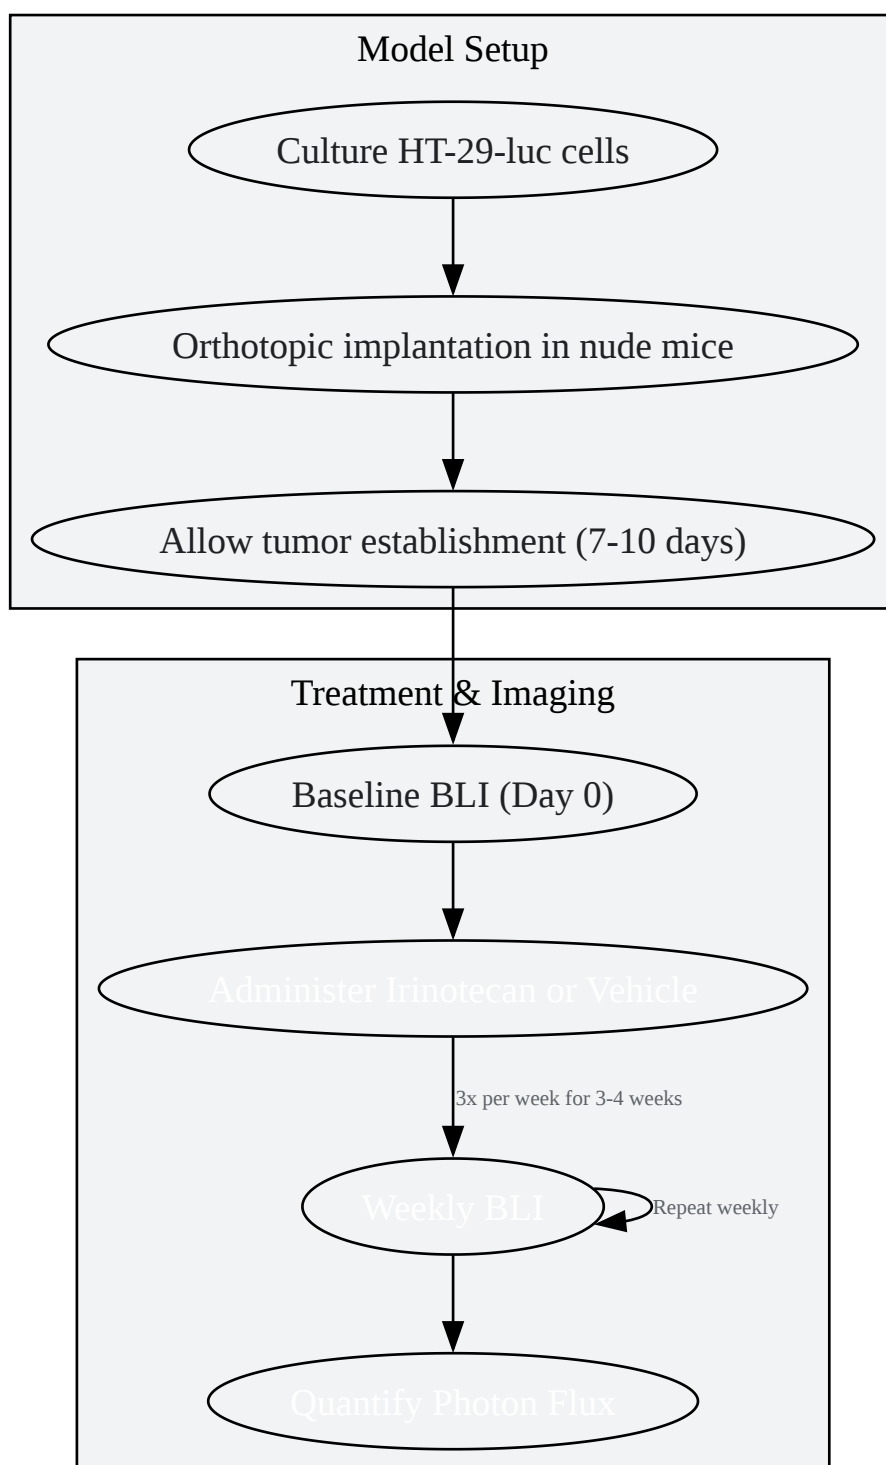 Model Setup
Culture HT-29-luc cells
Orthotopic implantation in nude mice
Allow tumor establishment (7-10 days)
Treatment & Imaging
Baseline BLI (Day 0)
Administer Irinotecan or Vehicle
3x per week for 3-4 weeks
Weekly BLI
Repeat weekly
Quantify Photon Flux